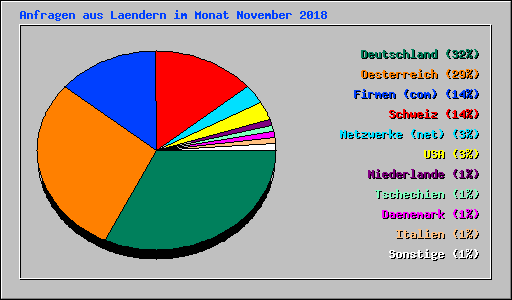 Anfragen aus Laendern im Monat November 2018
Deutschland (32%)
Oesterreich (29%)
Firmen (com) (14%)
Schweiz (14%)
Netzwerke (net) (3%)
USA (3%)
Niederlande (1%)
Tschechien (1%)
Daenemark (1%)
Italien (1%)
Sonstige (1%)